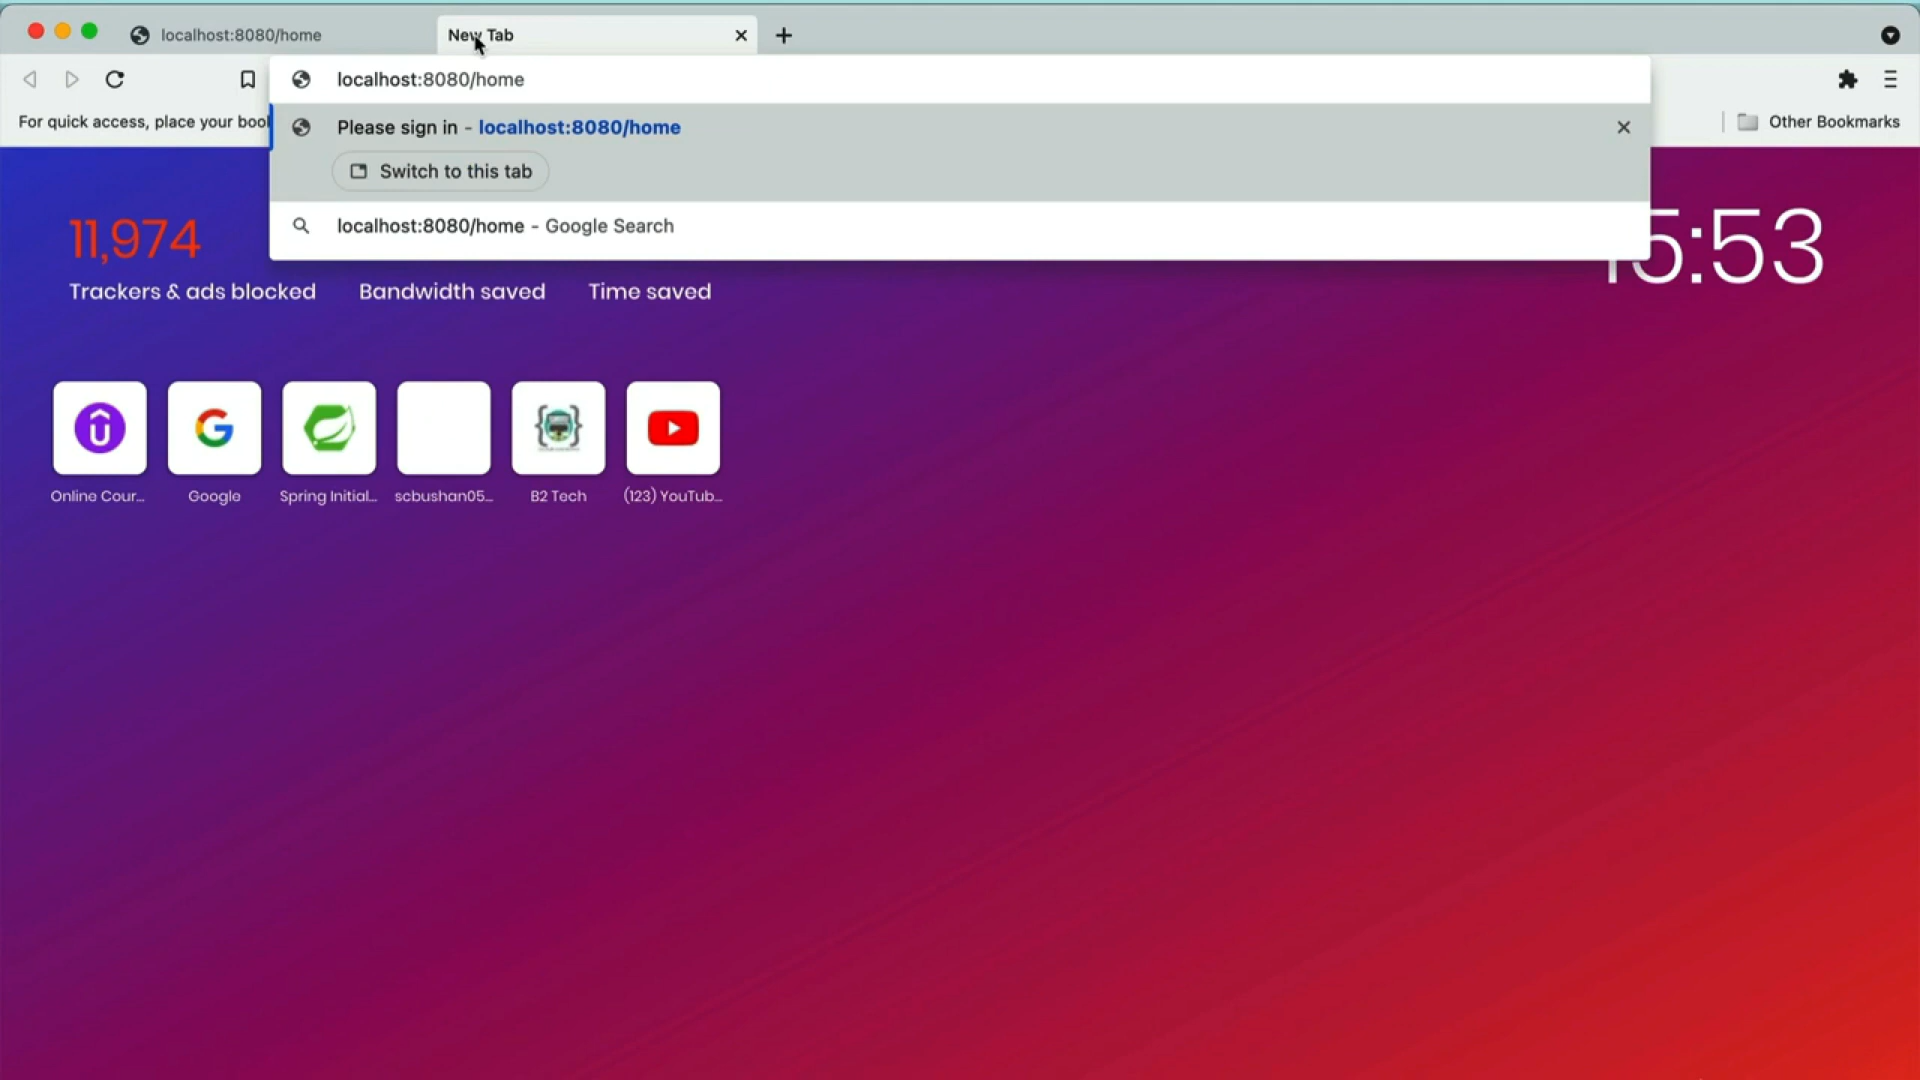 localhost:8080/home
New Tab
localhost:8080/home
For quick access, place your boo
Please sign in - localhost:8080/home
Other Bookmarks
Switch to this tab
localhost:8080/home - Google Search
11,974
15:53
Trackers & ads blocked
Bandwidth saved
Time saved
Online Cour...
Google
Spring Initial...
scbushan05...
B2 Tech
(123) YouTub...